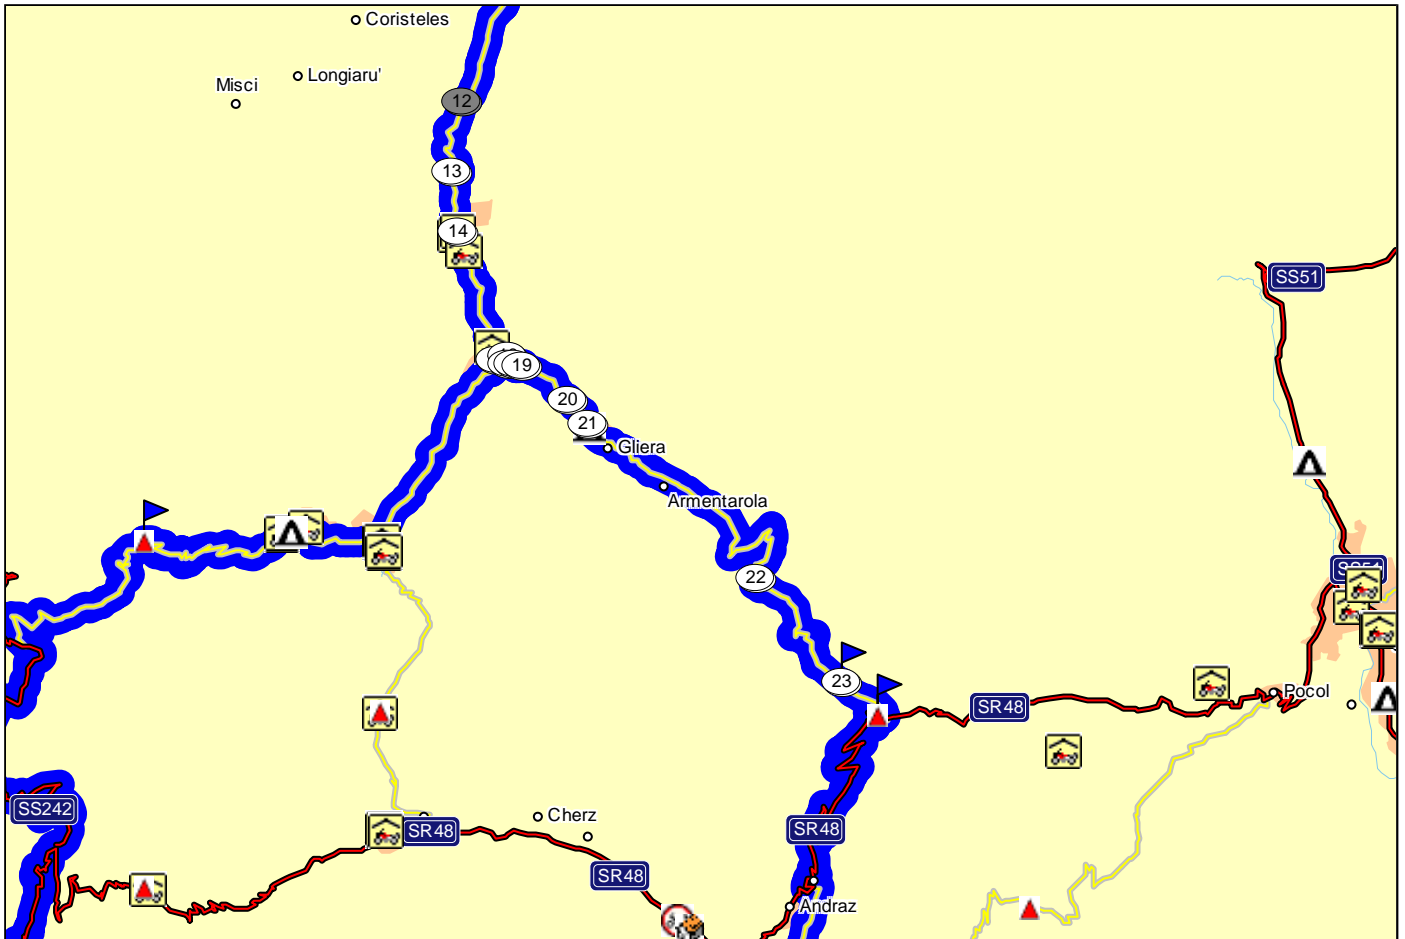 Coristeles
Longiaru'
Misci
12
13
14
SS51
19
20
21
Gliera
Armentarola
22
SS51
23
Pocol
SR48
SS242
Cherz
SR48
SR48
SR48
Andraz